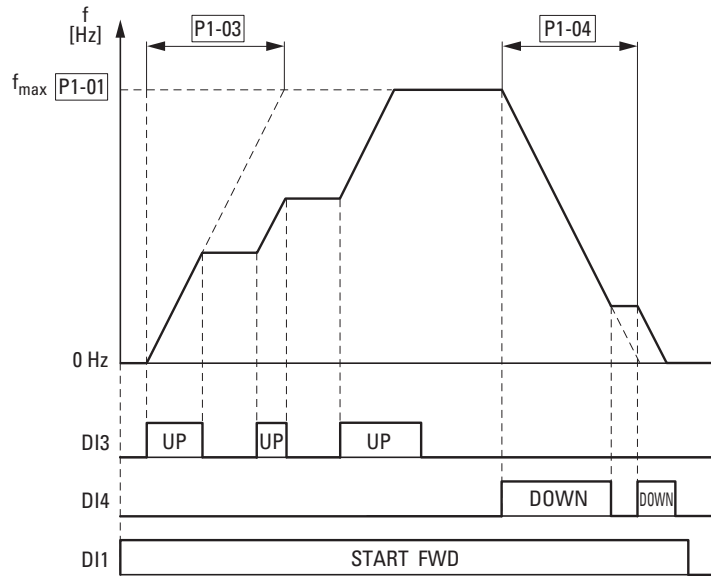 f
[Hz]
P1-03
P1-04
fmax P1-01
0 Hz
DI3
UP
UP
UP
DI4
DOWN
DOWN
DI1
START FWD